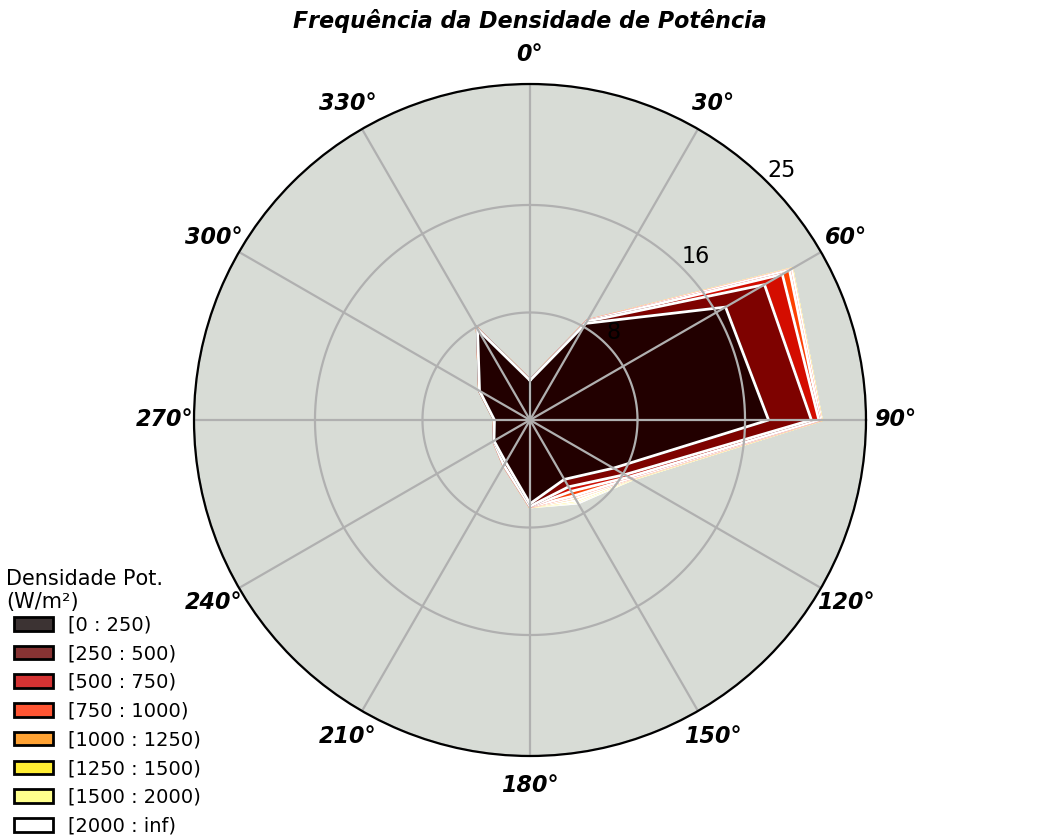 Frequência da Densidade de Potência
0°
330°
30°
25
300°
60°
16
8
270°
90°
240°
120°
210°
150°
180°
Densidade Pot.
(W/m²)
[0 : 250)
[250 : 500)
[500 : 750)
[750 : 1000)
[1000 : 1250)
[1250 : 1500)
[1500 : 2000)
[2000 : inf)